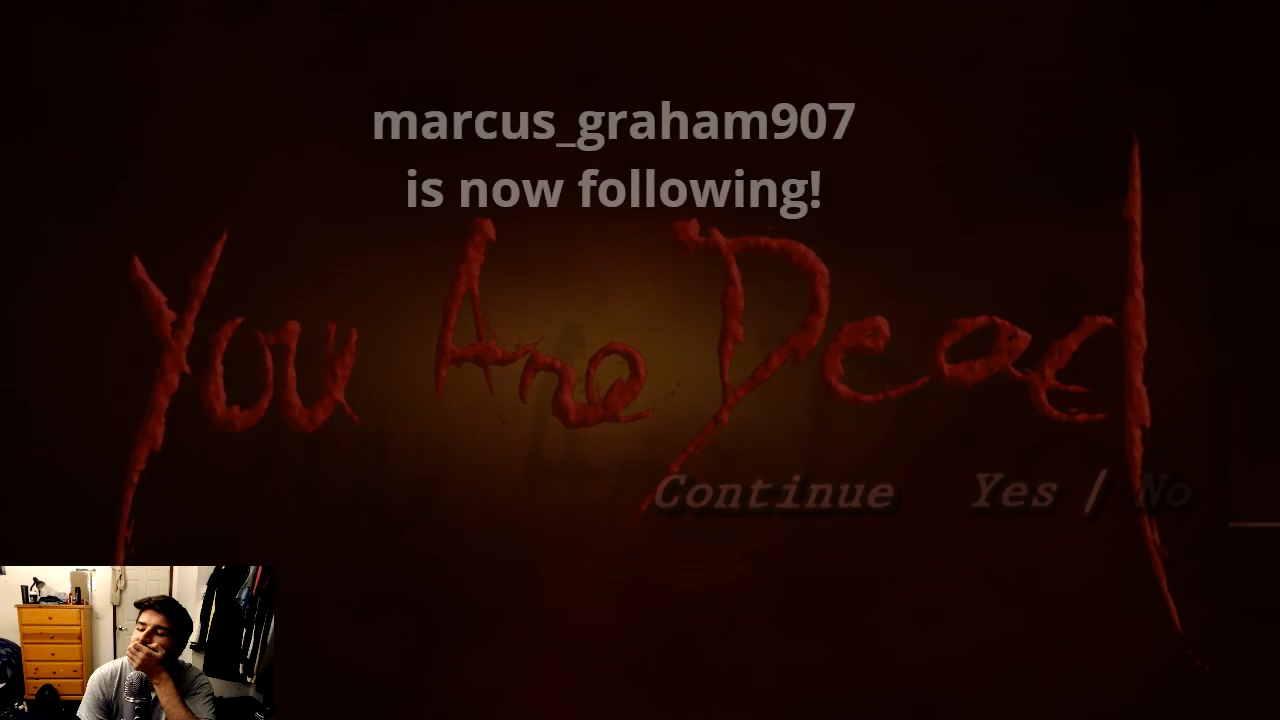 marcus_graham907
is now following!
You Are Dead
Continue Yes / No